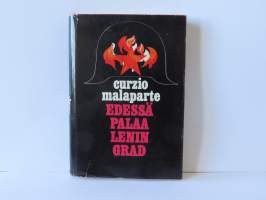 curzio
malaparte
EDESSÄ
PALAA
LENIN
GRAD